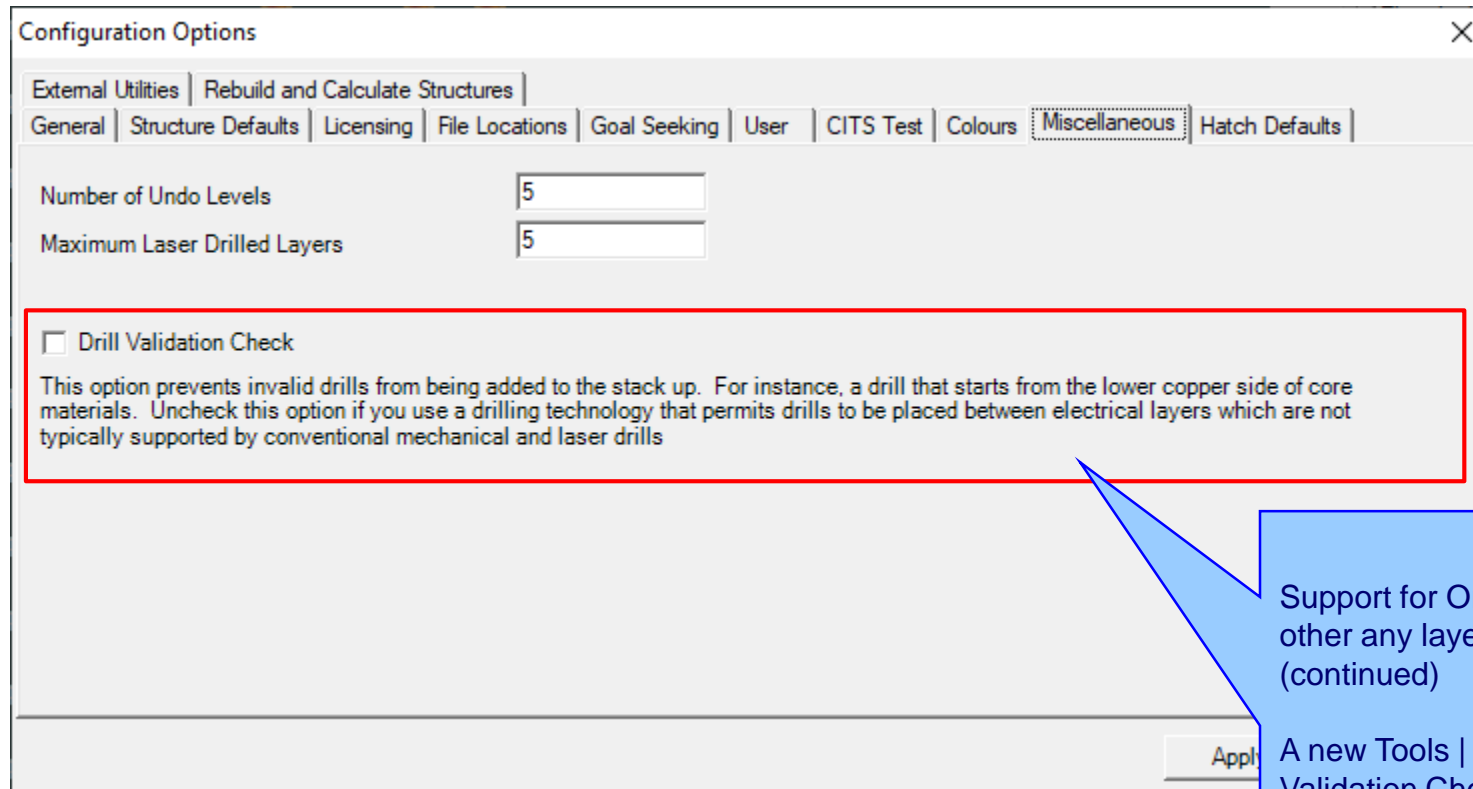 Configuration Options
External Utilities Rebuild and Calculate Structures
General Structure Defaults Licensing File Locations Goal Seeking User CITS Test Colours Miscellaneous Hatch Defaults
Number of Undo Levels 5
Maximum Laser Drilled Layers 5
Drill Validation Check
This option prevents invalid drills from being added to the stack up. For instance, a drill that starts from the lower copper side of core
materials. Uncheck this option if you use a drilling technology that permits drills to be placed between electrical layers which are not
typically supported by conventional mechanical and laser drills
Support for
other any
(continued)
Apply
A new Tools |
Validation